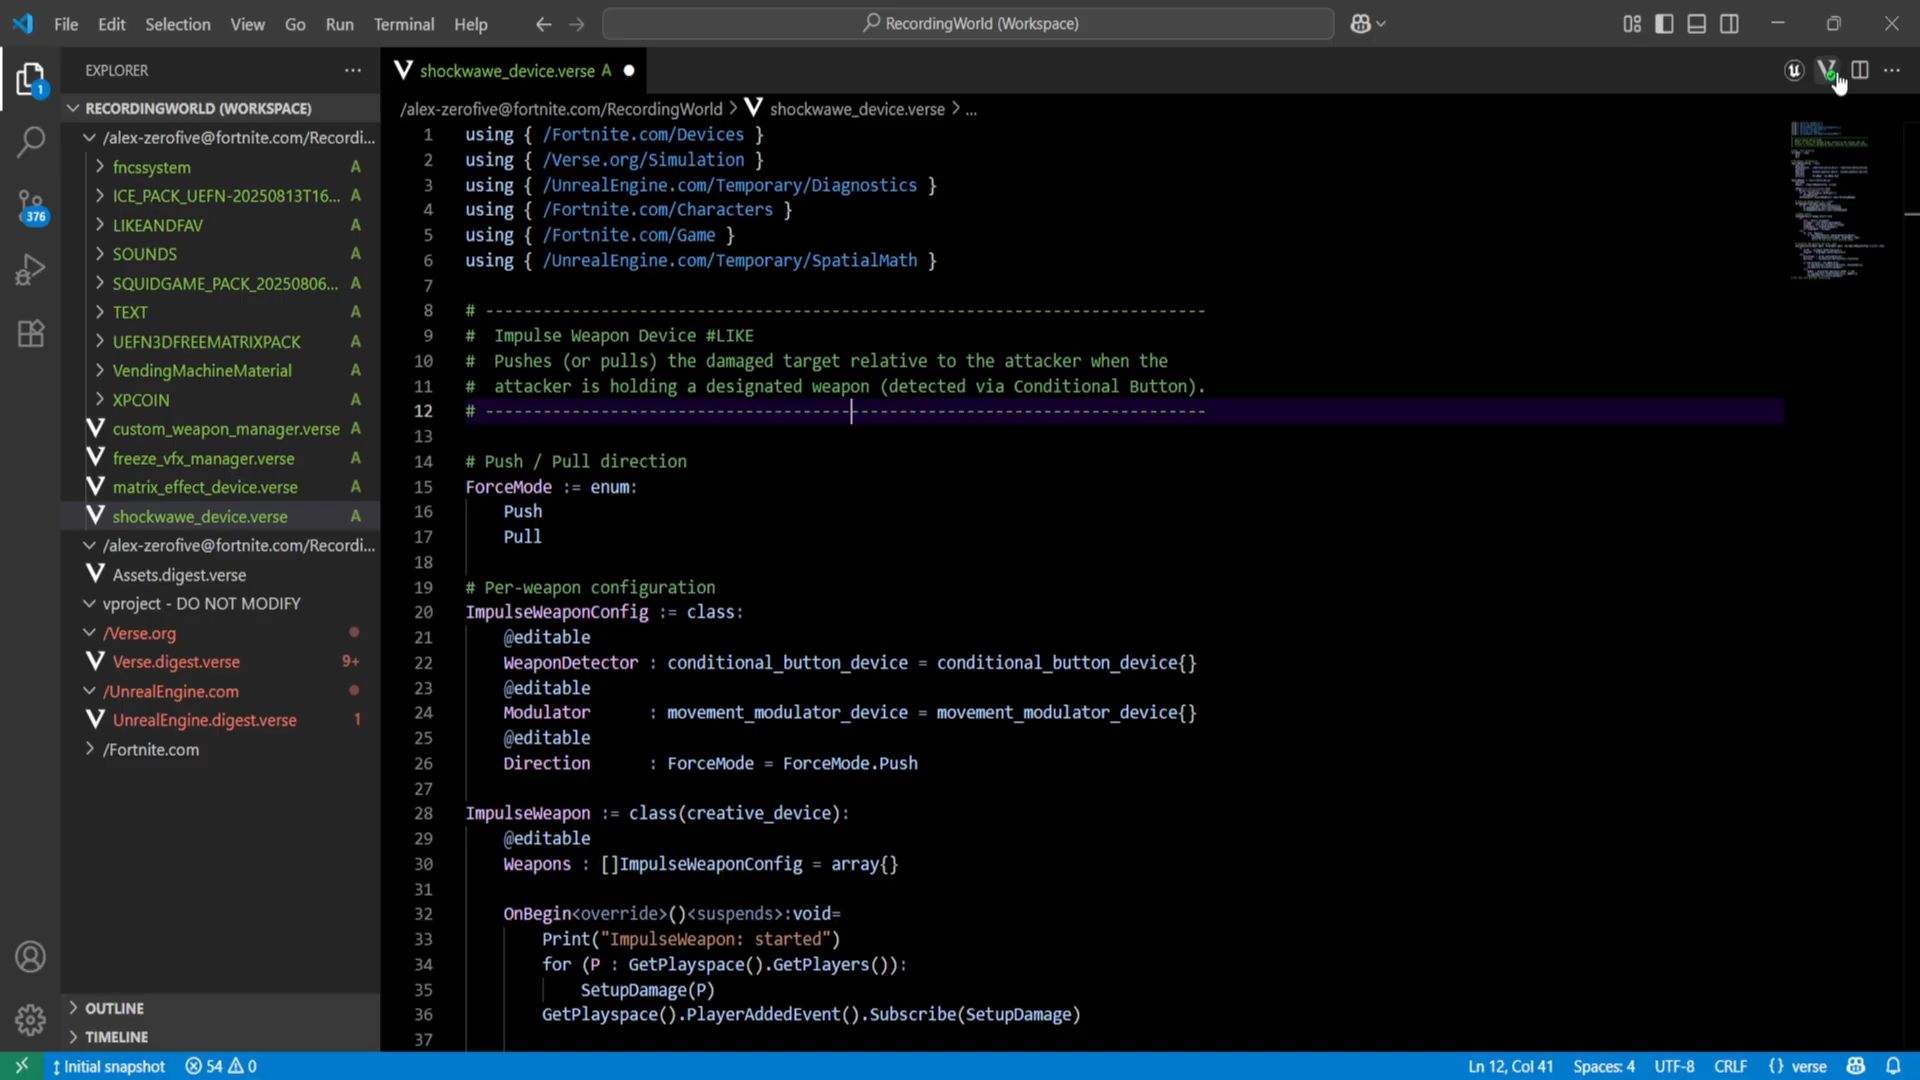 File Edit Selection View Go Run Terminal Help
RecordingWorld (Workspace)
EXPLORER
1
376
RECORDINGWORLD (WORKSPACE)
/alex-zerofive@fortnite.com/Recordi...
fncssystem A
ICE_PACK_UEFN-20250813T16... A
LIKEANDFAV A
SOUNDS A
SQUIDGAME_PACK_20250806... A
TEXT A
UEFN3DFREEMATRIXPACK A
VendingMachineMaterial A
XPCOIN A
custom_weapon_manager.verse A
freeze_vfx_manager.verse A
matrix_effect_device.verse A
shockwawe_device.verse A
/alex-zerofive@fortnite.com/Recordi...
Assets.digest.verse
vproject - DO NOT MODIFY
/Verse.org
Verse.digest.verse 9+
/UnrealEngine.com
UnrealEngine.digest.verse 1
/Fortnite.com
OUTLINE
TIMELINE
shockwawe_device.verse A
/alex-zerofive@fortnite.com/RecordingWorld > shockwawe_device.verse > ...
1 using { /Fortnite.com/Devices }
2 using { /Verse.org/Simulation }
3 using { /UnrealEngine.com/Temporary/Diagnostics }
4 using { /Fortnite.com/Characters }
5 using { /Fortnite.com/Game }
6 using { /UnrealEngine.com/Temporary/SpatialMath }
7
8 # ---------------------------------------------------------------------------
9 #  Impulse Weapon Device #LIKE
10 #  Pushes (or pulls) the damaged target relative to the attacker when the
11 #  attacker is holding a designated weapon (detected via Conditional Button).
12 # ---------------------------------------------------------------------------
13
14 # Push / Pull direction
15 ForceMode := enum:
16     Push
17     Pull
18
19 # Per-weapon configuration
20 ImpulseWeaponConfig := class:
21     @editable
22     WeaponDetector : conditional_button_device = conditional_button_device{}
23     @editable
24     Modulator      : movement_modulator_device = movement_modulator_device{}
25     @editable
26     Direction      : ForceMode = ForceMode.Push
27
28 ImpulseWeapon := class(creative_device):
29     @editable
30     Weapons : []ImpulseWeaponConfig = array{}
31
32     OnBegin<override>()<suspends>:void=
33         Print("ImpulseWeapon: started")
34         for (P : GetPlayspace().GetPlayers()):
35             SetupDamage(P)
36         GetPlayspace().PlayerAddedEvent().Subscribe(SetupDamage)
37
Initial snapshot 54 0 Ln 12, Col 41 Spaces: 4 UTF-8 CRLF {} verse